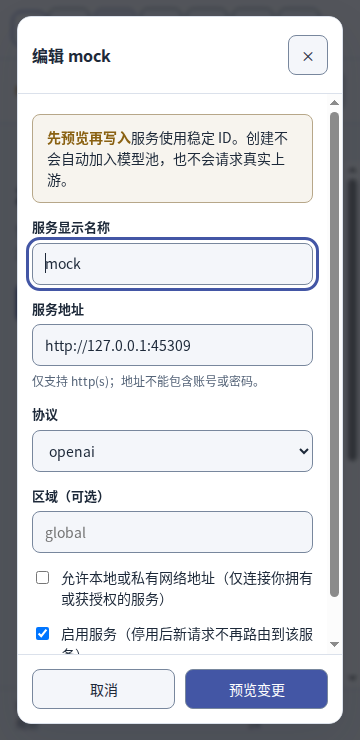 编辑 mock
×
先预览再写入服务使用稳定 ID。创建不
会自动加入模型池，也不会请求真实上
游。
服务显示名称
mock
服务地址
http://127.0.0.1:45309
仅支持 http(s)；地址不能包含账号或密码。
协议
openai
区域（可选）
global
允许本地或私有网络地址（仅连接你拥有
或获授权的服务）
启用服务（停用后新请求不再路由到该服
务）
取消
预览变更